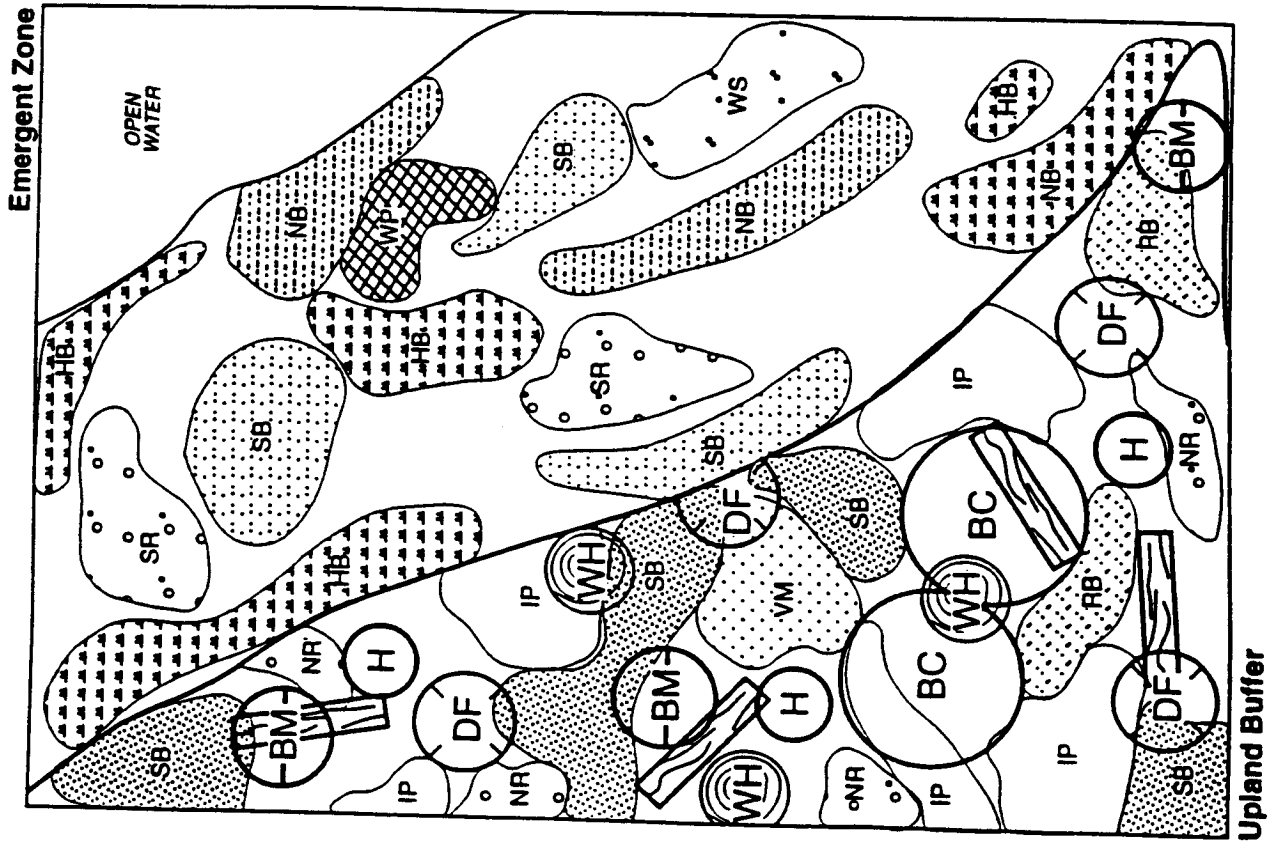 Emergent Zone
OPEN
WATER
HB
NB
WP
SB
WS
HB
NB
NB
BM
RB
DF
HB
SR
SB
SR
SB
IP
H
NR
HB
DF
SB
BC
RB
WH
IP
SB
VM
WH
BC
DF
SB
IP
NR
H
BM
H
DF
BM
SB
IP
NR
WH
NR
IP
Upland Buffer